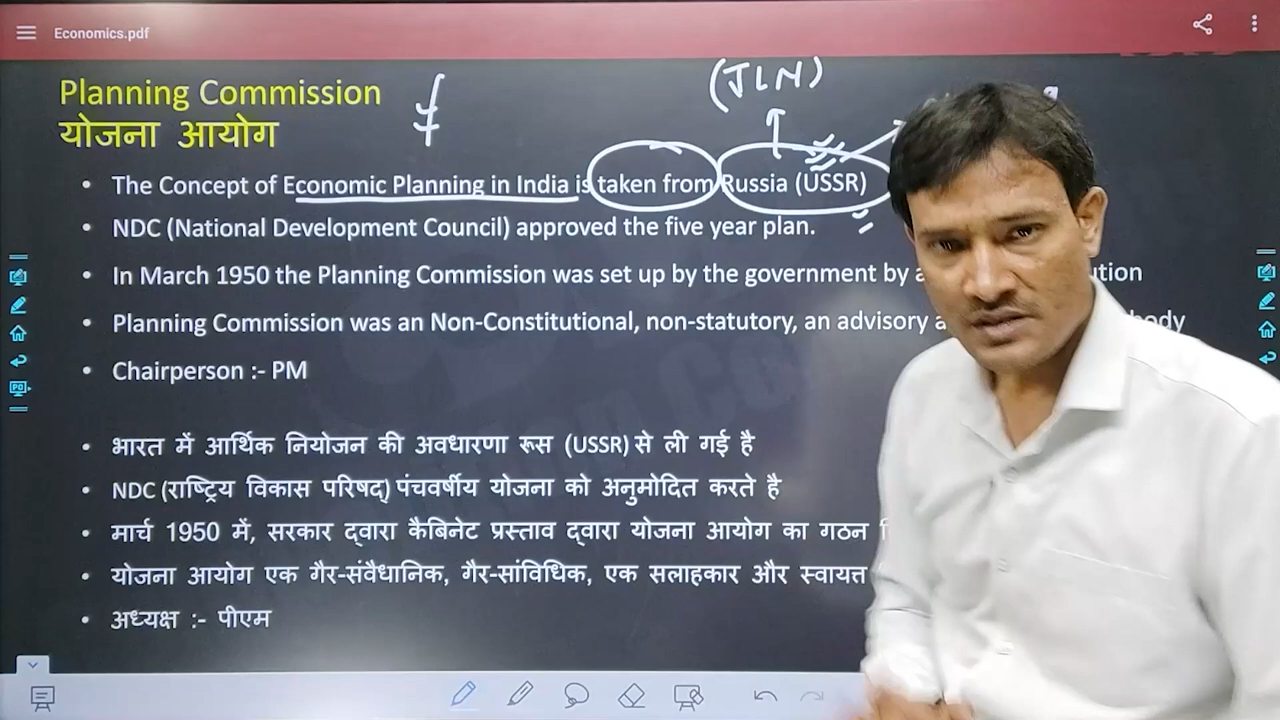 Economics.pdf
Planning Commission
योजना आयोग
(JLN)
• The Concept of Economic Planning in India is taken from Russia (USSR)
• NDC (National Development Council) approved the five year plan.
• In March 1950 the Planning Commission was set up by the government by a
• Planning Commission was an Non-Constitutional, non-statutory, an advisory a body
• Chairperson :- PM
• भारत में आर्थिक नियोजन की अवधारणा रूस (USSR) से ली गई है
• NDC (राष्ट्रिय विकास परिषद्) पंचवर्षीय योजना को अनुमोदित करते है
• मार्च 1950 में, सरकार द्वारा कैबिनेट प्रस्ताव द्वारा योजना आयोग का गठन
• योजना आयोग एक गैर-संवैधानिक, गैर-सांविधिक, एक सलाहकार और स्वायत्त
• अध्यक्ष :- पीएम